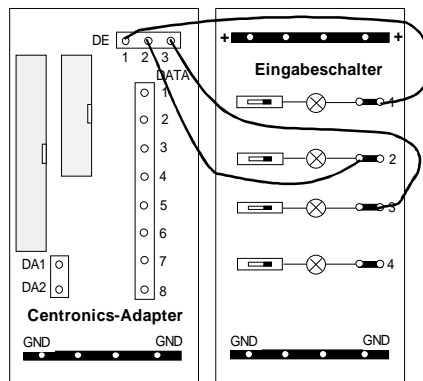 DE
1 2 3
DATA
1
2
3
4
5
6
7
8
DA1
DA2
Centronics-Adapter
GND GND
+ +
Eingabeschalter
1
2
3
4
GND GND